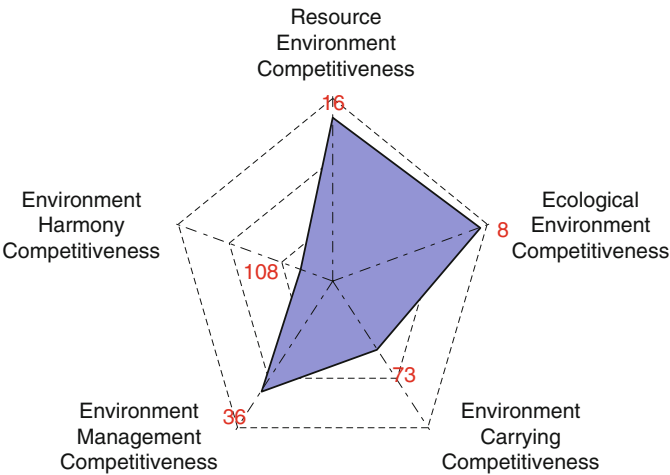 Resource
Environment
Competitiveness
16
Ecological
Environment
Competitiveness
8
Environment
Harmony
Competitiveness
108
73
36
Environment
Management
Competitiveness
Environment
Carrying
Competitiveness